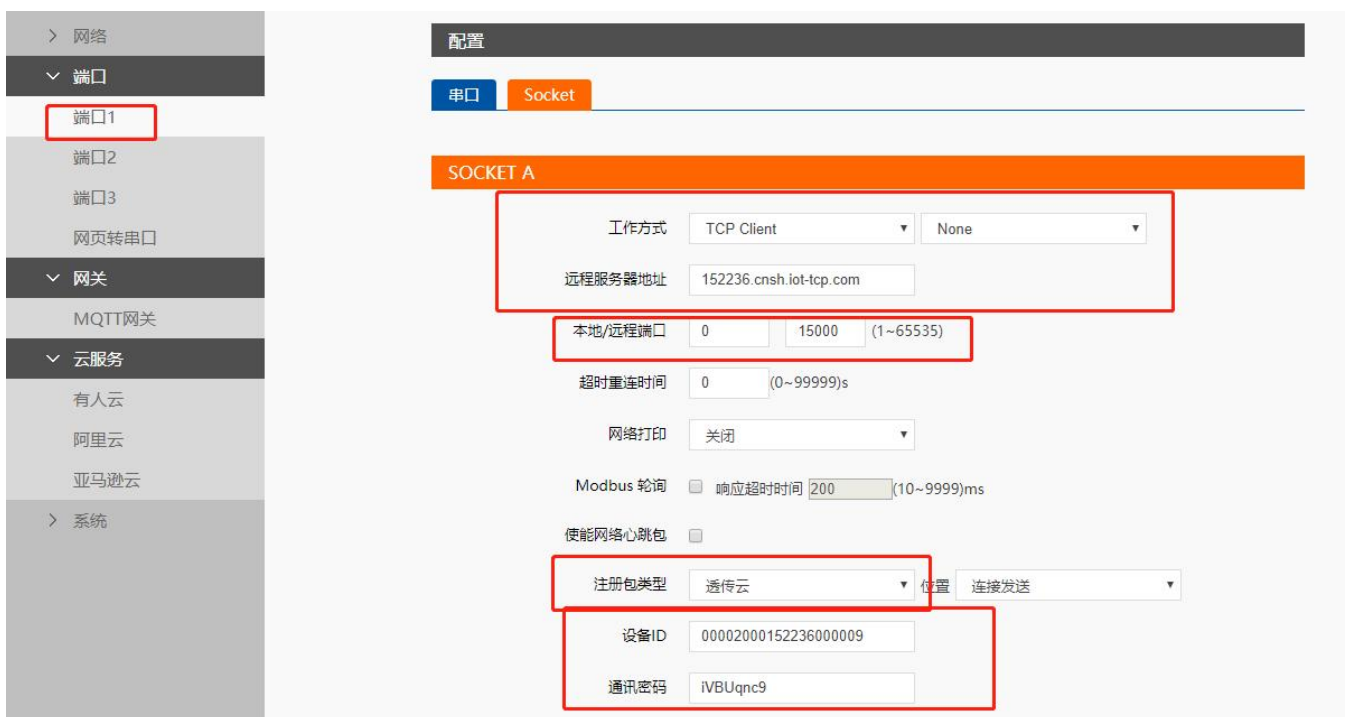 网络
端口
端口1
端口2
端口3
网页转串口
网关
MQTT网关
云服务
有人云
阿里云
亚马逊云
系统
配置
串口 Socket
SOCKET A
工作方式 TCP Client None
远程服务器地址 152236.cnsh.iot-tcp.com
本地/远程端口 0 15000 (1~65535)
超时重连时间 0 (0~99999)s
网络打印 关闭
Modbus 轮询 响应超时时间 200 (10~9999)ms
使能网络心跳包
注册包类型 透传云 位置 连接发送
设备ID 00002000152236000009
通讯密码 iVBUqnc9